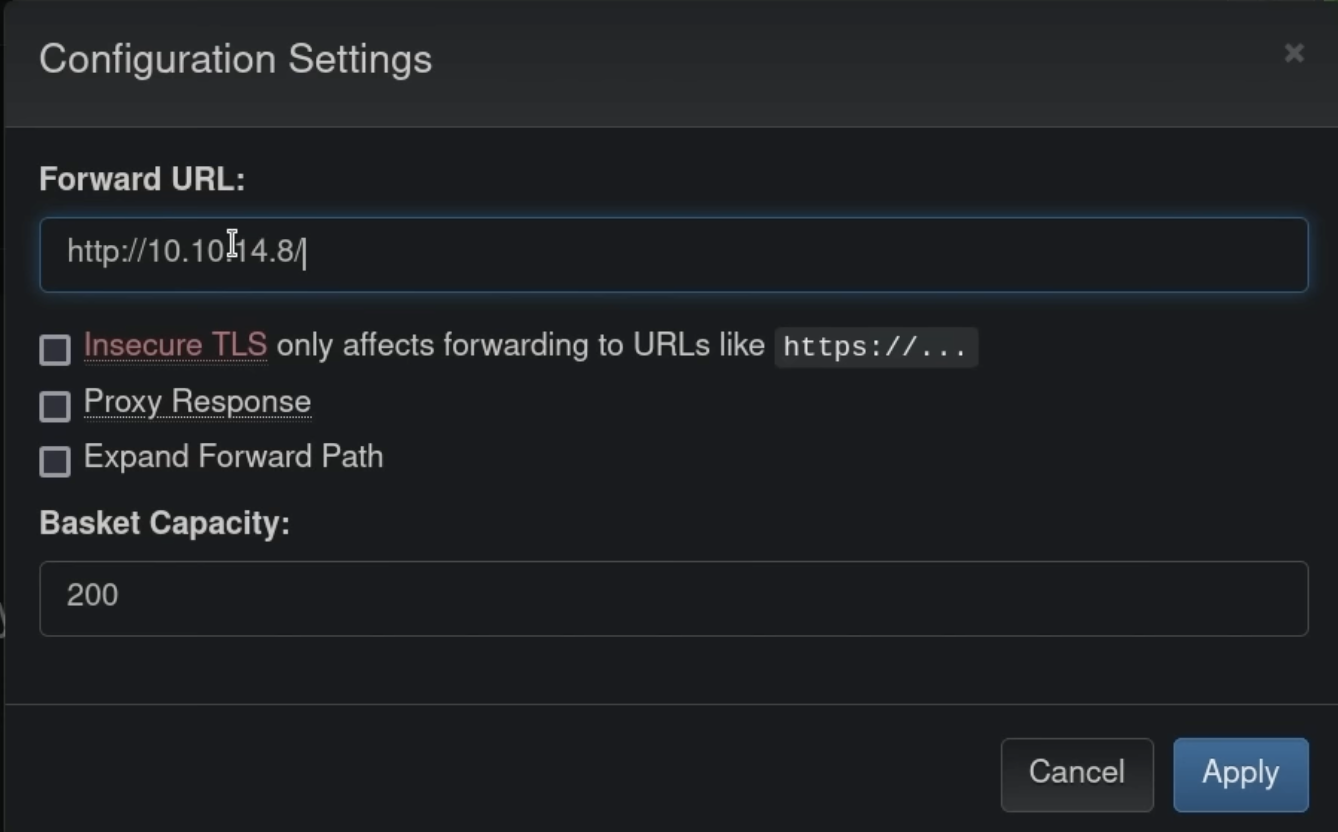 Configuration Settings
Forward URL:
http://10.10.14.8/
Insecure TLS only affects forwarding to URLs like https://...
Proxy Response
Expand Forward Path
Basket Capacity:
200
Cancel
Apply